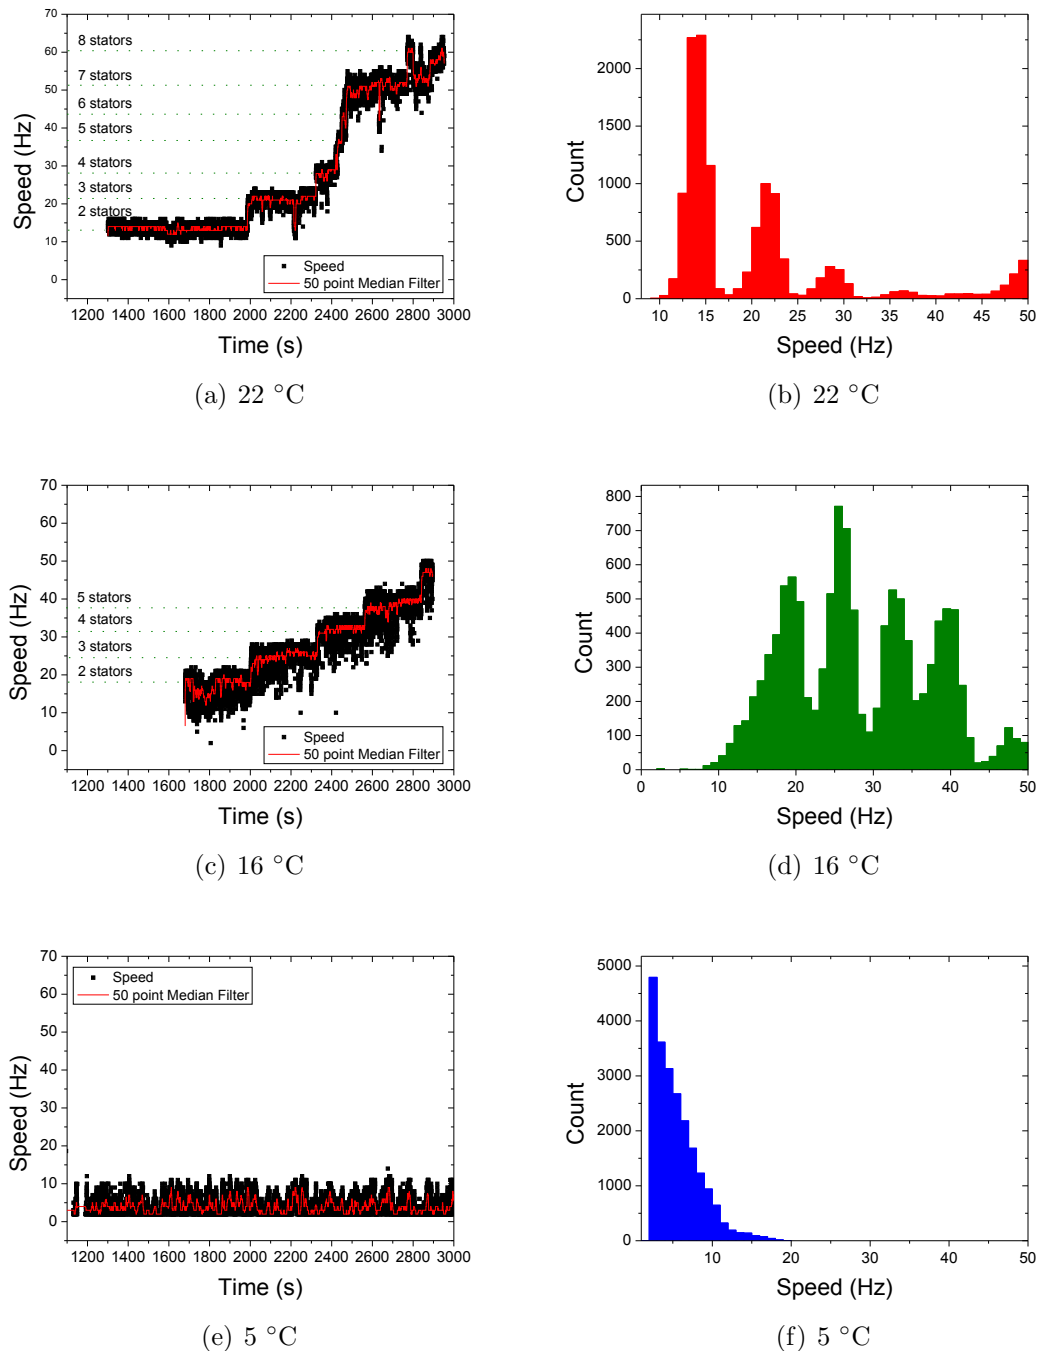 70
60
50
40
30
20
10
0
8 stators
7 stators
6 stators
5 stators
4 stators
3 stators
2 stators
Speed (Hz)
Speed
50 point Median Filter
1200 1400 1600 1800 2000 2200 2400 2600 2800 3000
Time (s)
(a) 22 °C
2000
1500
1000
500
0
Count
10 15 20 25 30 35 40 45 50
Speed (Hz)
(b) 22 °C
70
60
50
40
30
20
10
0
5 stators
4 stators
3 stators
2 stators
Speed (Hz)
Speed
50 point Median Filter
1200 1400 1600 1800 2000 2200 2400 2600 2800 3000
Time (s)
(c) 16 °C
800
700
600
500
400
300
200
100
0
Count
0 10 20 30 40 50
Speed (Hz)
(d) 16 °C
70
60
50
40
30
20
10
0
Speed (Hz)
Speed
50 point Median Filter
1200 1400 1600 1800 2000 2200 2400 2600 2800 3000
Time (s)
(e) 5 °C
5000
4000
3000
2000
1000
0
Count
10 20 30 40 50
Speed (Hz)
(f) 5 °C